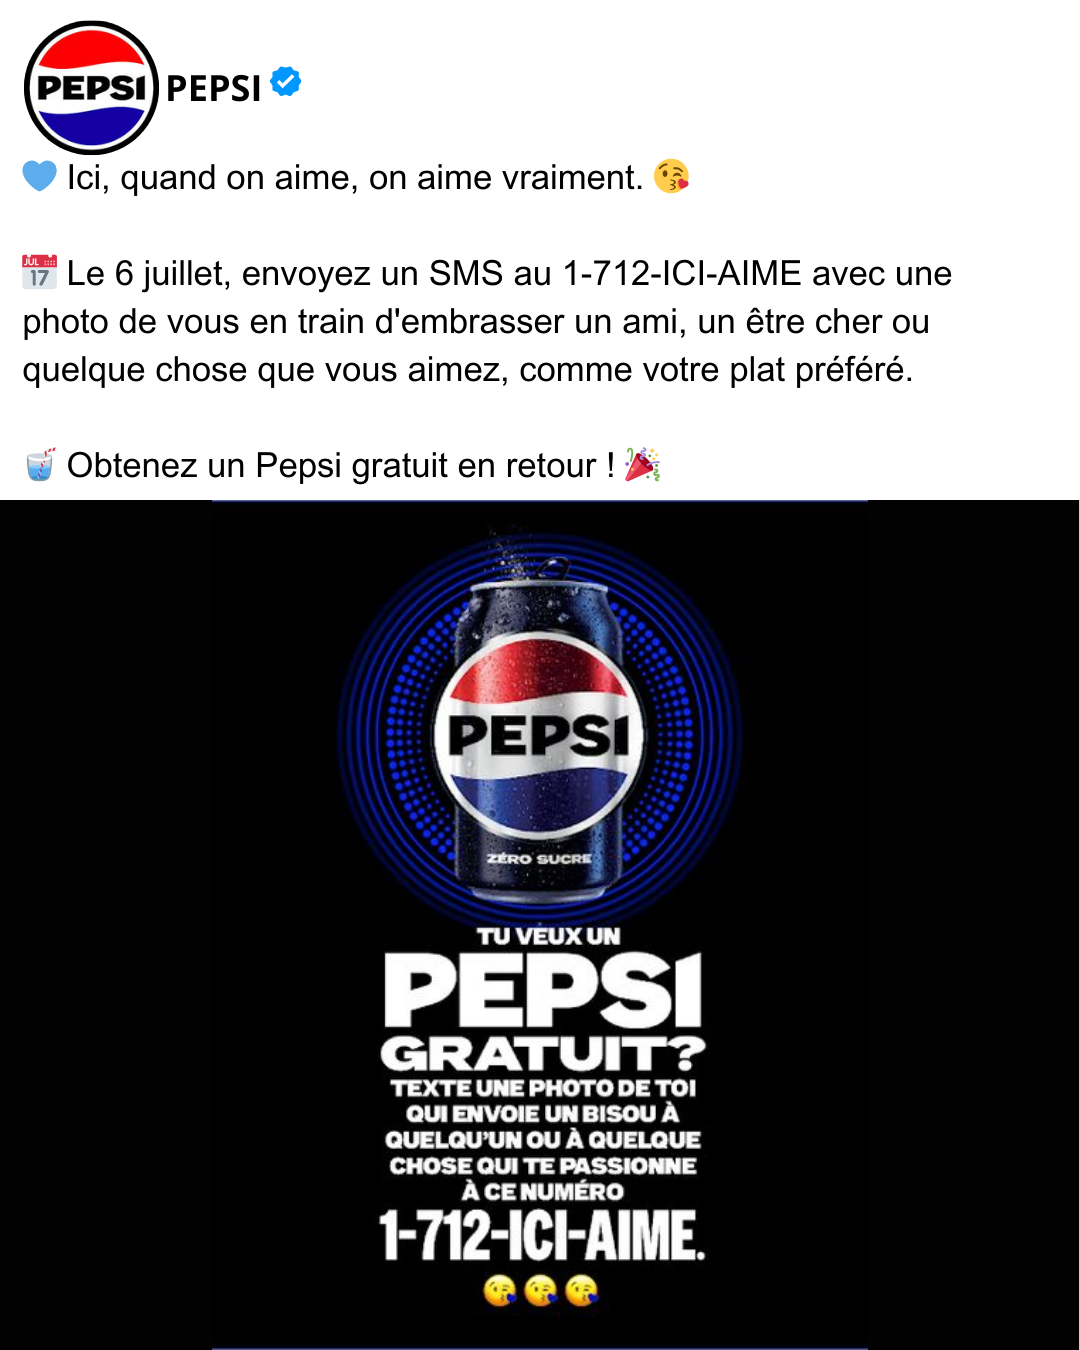 PEPSI PEPSI
💙 Ici, quand on aime, on aime vraiment. 😘
JUL 17 Le 6 juillet, envoyez un SMS au 1-712-ICI-AIME avec une
photo de vous en train d'embrasser un ami, un être cher ou
quelque chose que vous aimez, comme votre plat préféré.
🥤 Obtenez un Pepsi gratuit en retour ! 🎉
PEPSI
ZÉRO SUCRE
TU VEUX UN
PEPSI
GRATUIT?
TEXTE UNE PHOTO DE TOI
QUI ENVOIE UN BISOU À
QUELQU'UN OU À QUELQUE
CHOSE QUI TE PASSIONNE
À CE NUMÉRO
1-712-ICI-AIME.
😘😘😘